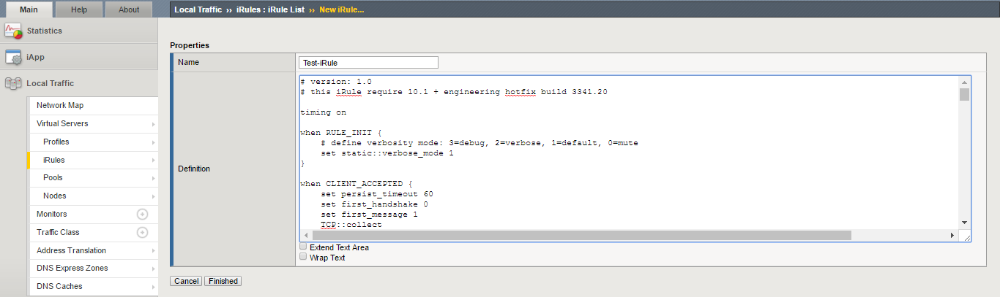 Main Help About
Local Traffic ›› iRules : iRule List ›› New iRule...
Statistics
iApp
Local Traffic
Network Map
Virtual Servers
Profiles
iRules
Pools
Nodes
Monitors
Traffic Class
Address Translation
DNS Express Zones
DNS Caches
Properties
Name
Test-iRule
Definition
# version: 1.0
# this iRule require 10.1 + engineering hotfix build 3341.20
timing on
when RULE_INIT {
# define verbosity mode: 3=debug, 2=verbose, 1=default, 0=mute
set static::verbose_mode 1
}
when CLIENT_ACCEPTED {
set persist_timeout 60
set first_handshake 0
set first_message 1
TCP::collect
Extend Text Area
Wrap Text
Cancel Finished